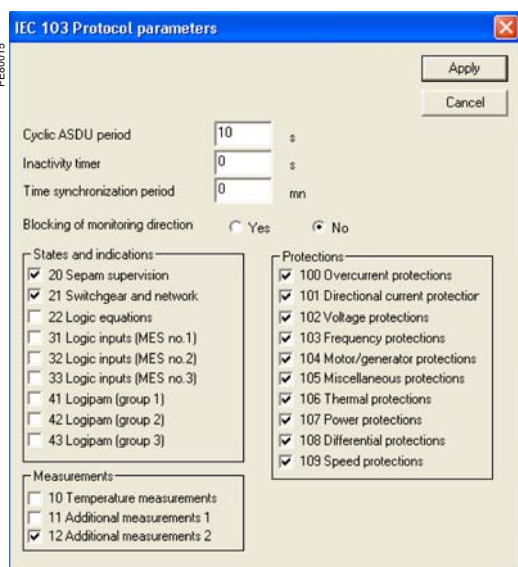 IEC 103 Protocol parameters
PE80015
Apply
Cancel
Cyclic ASDU period 10 s
Inactivity timer 0 s
Time synchronization period 0 mn
Blocking of monitoring direction Yes No
States and indications
20 Sepam supervision
21 Switchgear and network
22 Logic equations
31 Logic inputs (MES no.1)
32 Logic inputs (MES no.2)
33 Logic inputs (MES no.3)
41 Logipam (group 1)
42 Logipam (group 2)
43 Logipam (group 3)
Measurements
10 Temperature measurements
11 Additional measurements 1
12 Additional measurements 2
Protections
100 Overcurrent protections
101 Directional current protection
102 Voltage protections
103 Frequency protections
104 Motor/generator protections
105 Miscellaneous protections
106 Thermal protections
107 Power protections
108 Differential protections
109 Speed protections